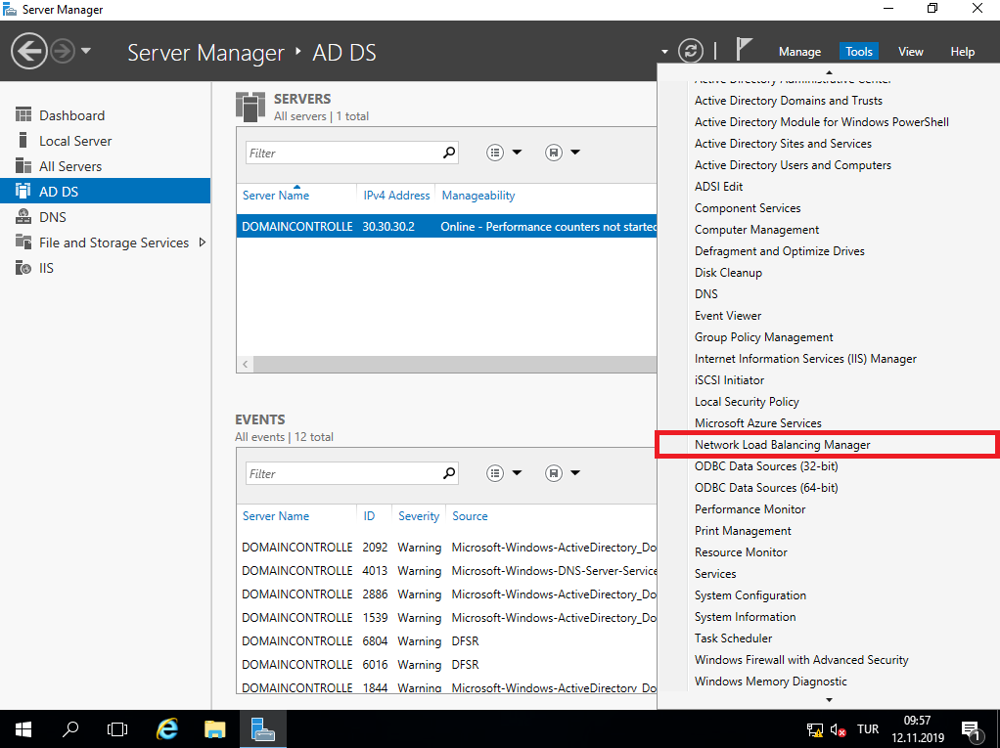 Server Manager
Server Manager ‣ AD DS
Manage Tools View Help
Dashboard
Local Server
All Servers
AD DS
DNS
File and Storage Services
IIS
SERVERS
All servers | 1 total
Filter
Server Name IPv4 Address Manageability
DOMAINCONTROLLE 30.30.30.2 Online - Performance counters not started
EVENTS
All events | 12 total
Filter
Server Name ID Severity Source
DOMAINCONTROLLE 2092 Warning Microsoft-Windows-ActiveDirectory_Do
DOMAINCONTROLLE 4013 Warning Microsoft-Windows-DNS-Server-Service
DOMAINCONTROLLE 2886 Warning Microsoft-Windows-ActiveDirectory_Do
DOMAINCONTROLLE 1539 Warning Microsoft-Windows-ActiveDirectory_Do
DOMAINCONTROLLE 6804 Warning DFSR
DOMAINCONTROLLE 6016 Warning DFSR
DOMAINCONTROLLE 1844 Warning Microsoft-Windows-ActiveDirectory_Do
Active Directory Administrative Center
Active Directory Domains and Trusts
Active Directory Module for Windows PowerShell
Active Directory Sites and Services
Active Directory Users and Computers
ADSI Edit
Component Services
Computer Management
Defragment and Optimize Drives
Disk Cleanup
DNS
Event Viewer
Group Policy Management
Internet Information Services (IIS) Manager
iSCSI Initiator
Local Security Policy
Microsoft Azure Services
Network Load Balancing Manager
ODBC Data Sources (32-bit)
ODBC Data Sources (64-bit)
Performance Monitor
Print Management
Resource Monitor
Services
System Configuration
System Information
Task Scheduler
Windows Firewall with Advanced Security
Windows Memory Diagnostic
TUR
09:57
12.11.2019
1